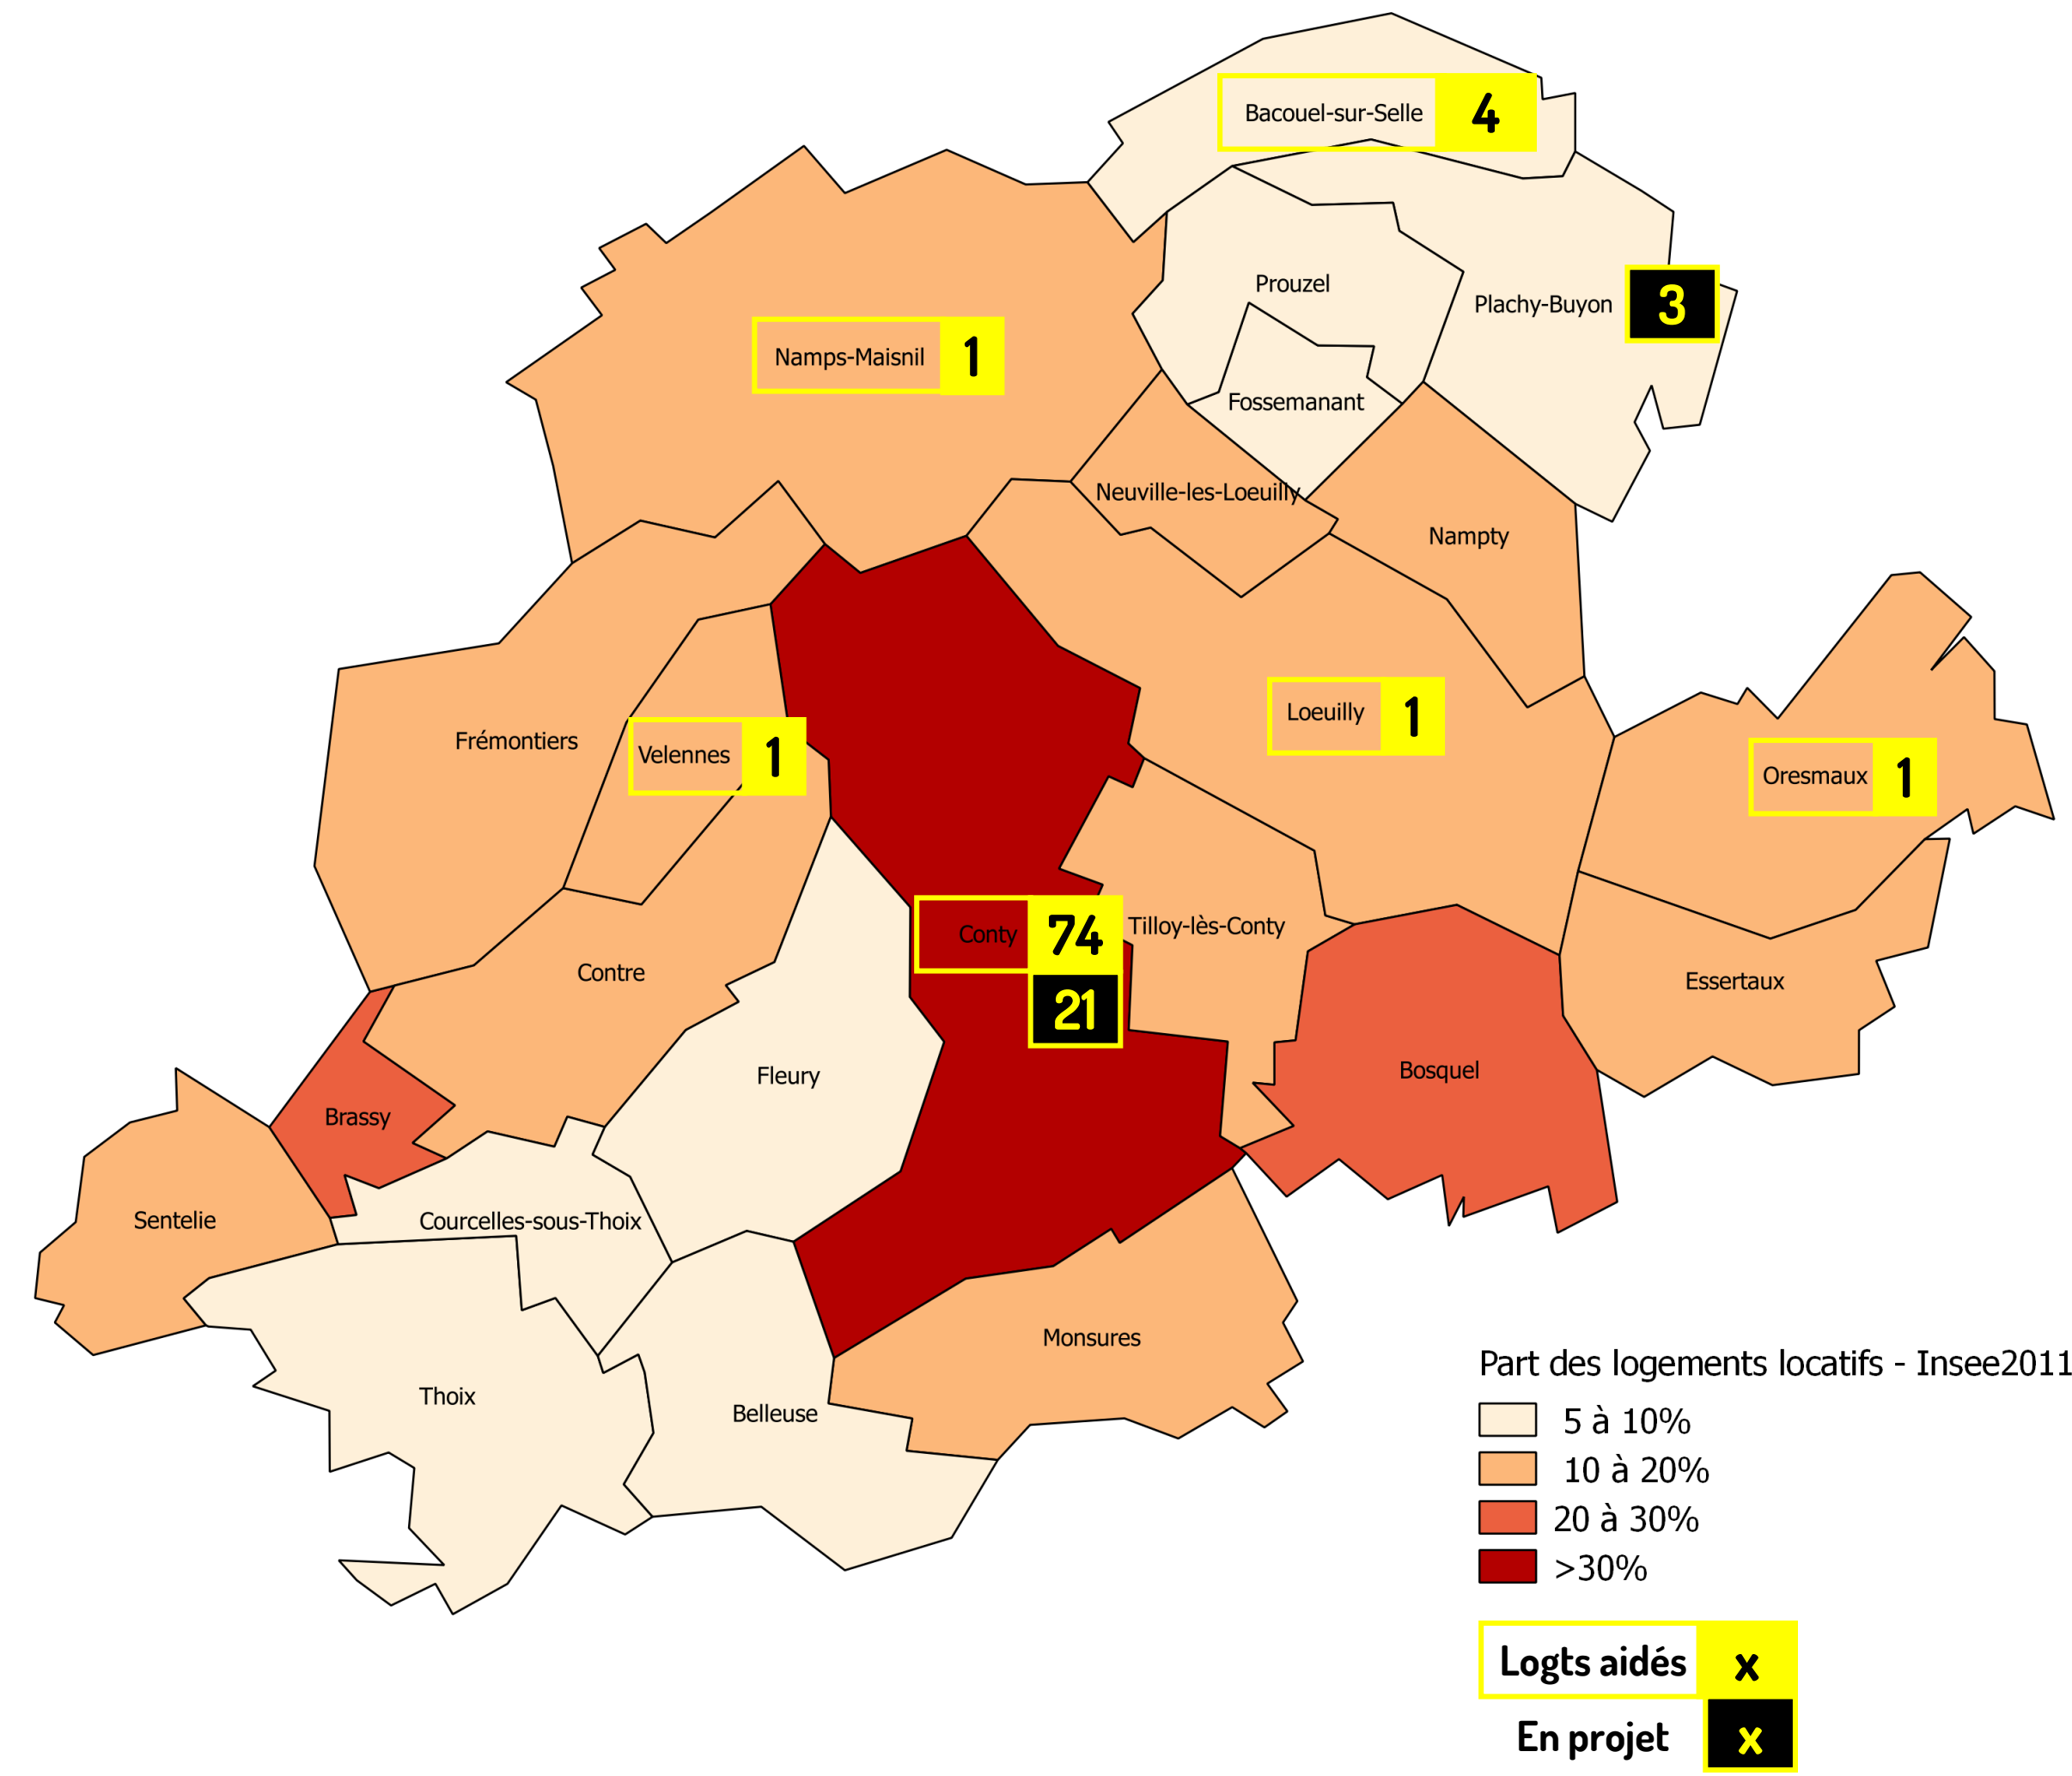 Bacouel-sur-Selle 4
Prouzel
Plachy-Buyon 3
Namps-Maisnil 1
Fossemanant
Neuville-les-Loeuilly
Nampty
Loeuilly 1
Frémontiers
Velennes 1
Oresmaux 1
Conty 74
21
Tilloy-lès-Conty
Contre
Essertaux
Fleury
Bosquel
Brassy
Sentelie
Courcelles-sous-Thoix
Monsures
Thoix
Belleuse
Part des logements locatifs - Insee2011
5 à 10%
10 à 20%
20 à 30%
>30%
Logts aidés x
En projet x